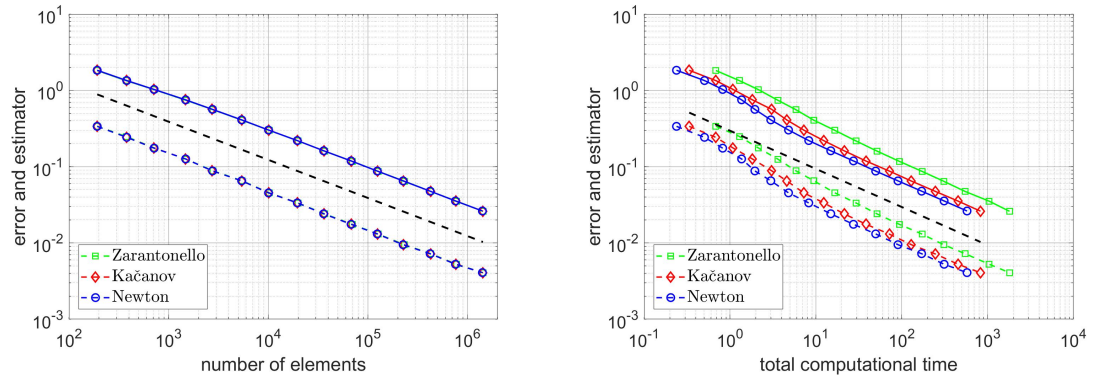 10^1
10^0
10^-1
10^-2
10^-3
error and estimator
Zarantonello
Kačanov
Newton
10^2
10^3
10^4
10^5
10^6
number of elements
10^1
10^0
10^-1
10^-2
10^-3
error and estimator
Zarantonello
Kačanov
Newton
10^-1
10^0
10^1
10^2
10^3
10^4
total computational time